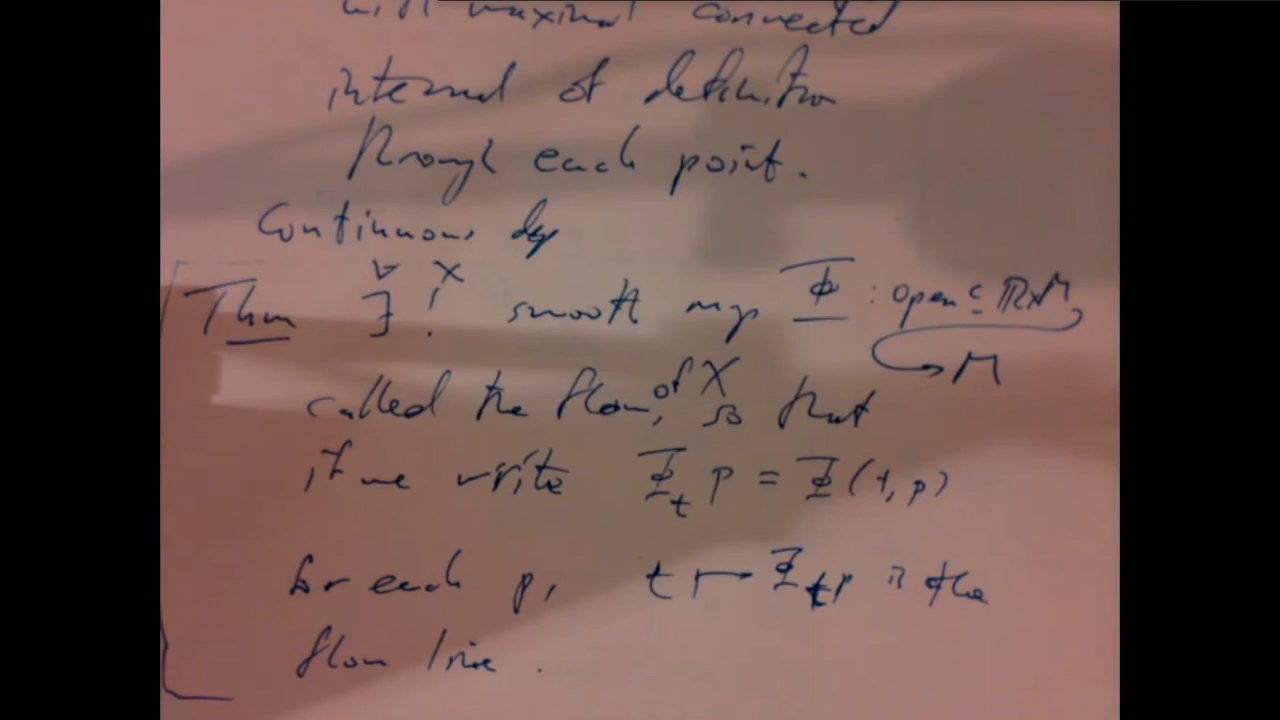 with maximal connected
interval of definition
through each point.
Continuous dep
Thm ∀ X ∃! smooth map Φ : open ⊆ ℝ×M
→ M
called the flow of X, so that
if we write Φ_t p = Φ(t, p)
for each p, t ↦ Φ_t p is the
flow line.